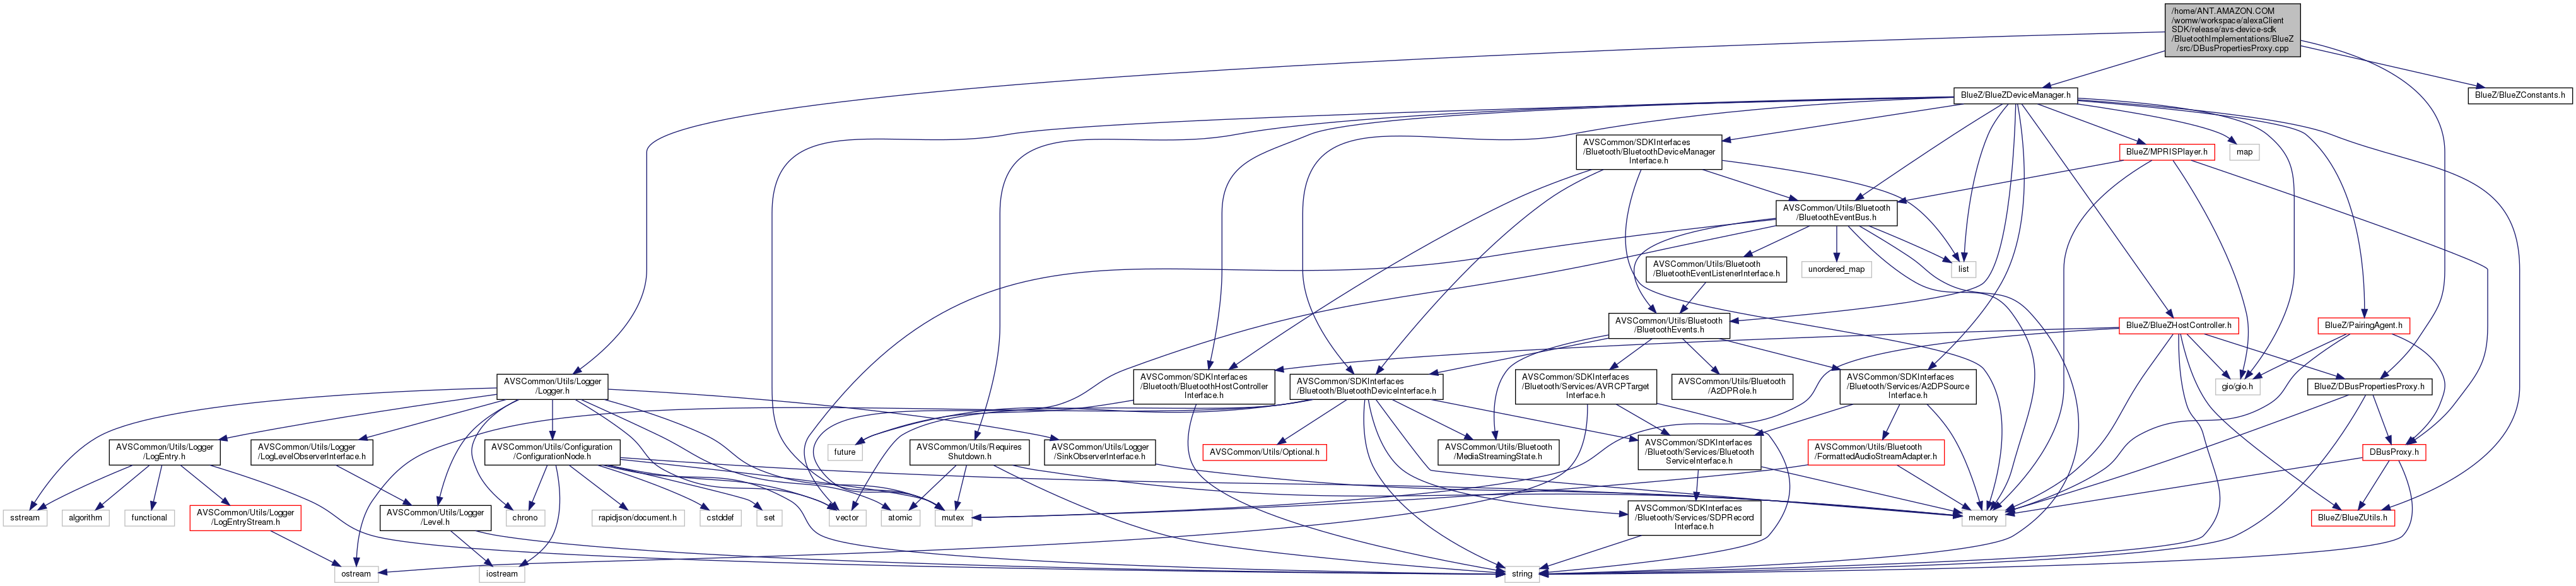 /home/ANT.AMAZON.COM
/womw/workspace/alexaClient
SDK/release/avs-device-sdk
/BluetoothImplementations/BlueZ
/src/DBusPropertiesProxy.cpp
BlueZ/BlueZDeviceManager.h
BlueZ/BlueZConstants.h
AVSCommon/SDKInterfaces
/Bluetooth/BluetoothDeviceManager
Interface.h
BlueZ/MPRISPlayer.h
map
AVSCommon/Utils/Bluetooth
/BluetoothEventBus.h
AVSCommon/Utils/Bluetooth
/BluetoothEventListenerInterface.h
unordered_map
list
AVSCommon/Utils/Bluetooth
/BluetoothEvents.h
BlueZ/BlueZHostController.h
BlueZ/PairingAgent.h
AVSCommon/Utils/Logger
/Logger.h
AVSCommon/SDKInterfaces
/Bluetooth/BluetoothHostController
Interface.h
AVSCommon/SDKInterfaces
/Bluetooth/BluetoothDeviceInterface.h
AVSCommon/SDKInterfaces
/Bluetooth/Services/AVRCPTarget
Interface.h
AVSCommon/Utils/Bluetooth
/A2DPRole.h
AVSCommon/SDKInterfaces
/Bluetooth/Services/A2DPSource
Interface.h
gio/gio.h
BlueZ/DBusPropertiesProxy.h
AVSCommon/Utils/Logger
/LogEntry.h
AVSCommon/Utils/Logger
/LogLevelObserverInterface.h
AVSCommon/Utils/Configuration
/ConfigurationNode.h
future
AVSCommon/Utils/Requires
Shutdown.h
AVSCommon/Utils/Logger
/SinkObserverInterface.h
AVSCommon/Utils/Optional.h
AVSCommon/Utils/Bluetooth
/MediaStreamingState.h
AVSCommon/SDKInterfaces
/Bluetooth/Services/Bluetooth
ServiceInterface.h
AVSCommon/Utils/Bluetooth
/FormattedAudioStreamAdapter.h
DBusProxy.h
sstream
algorithm
functional
AVSCommon/Utils/Logger
/LogEntryStream.h
AVSCommon/Utils/Logger
/Level.h
chrono
rapidjson/document.h
cstddef
set
vector
atomic
mutex
AVSCommon/SDKInterfaces
/Bluetooth/Services/SDPRecord
Interface.h
memory
BlueZ/BlueZUtils.h
ostream
iostream
string